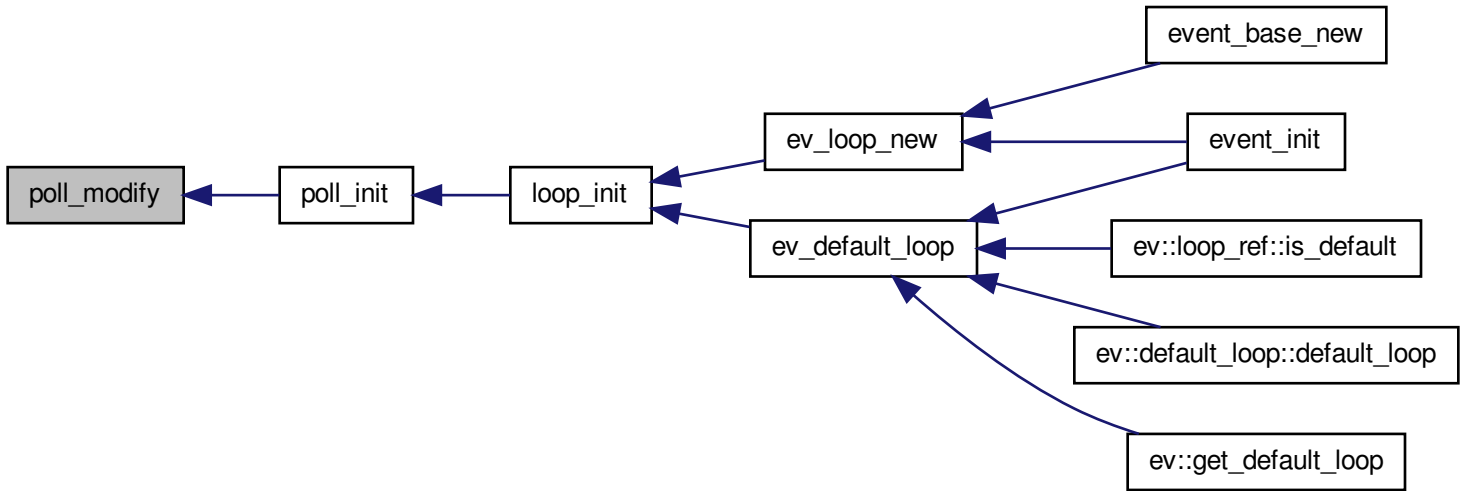 poll_modify
poll_init
loop_init
ev_loop_new
ev_default_loop
event_base_new
event_init
ev::loop_ref::is_default
ev::default_loop::default_loop
ev::get_default_loop